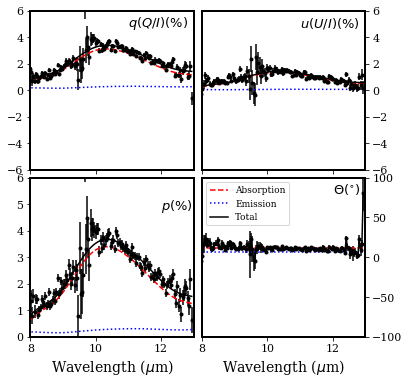 6
4
2
0
−2
−4
−6
q(Q/I)(%)
u(U/I)(%)
6
4
2
0
−2
−4
−6
6
5
4
3
2
1
0
p(%)
Absorption
Emission
Total
Θ(°)
100
50
0
−50
−100
8 10 12
8 10 12
Wavelength (μm)
Wavelength (μm)